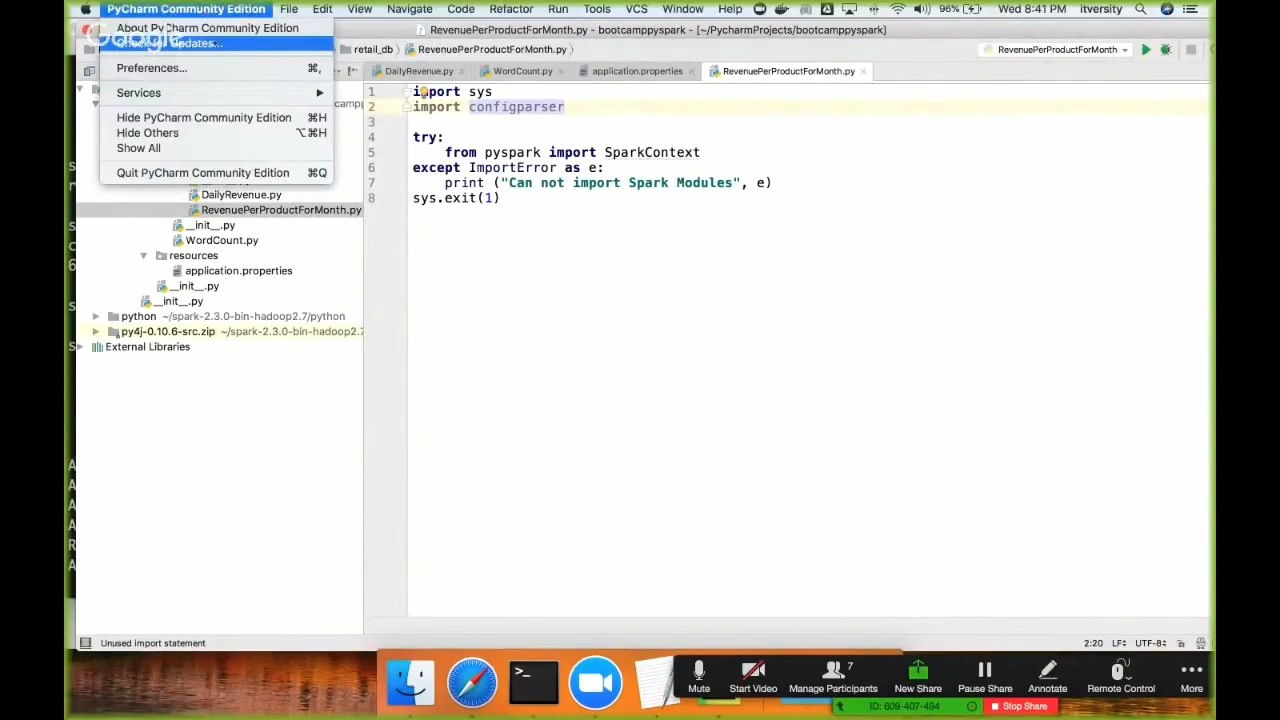 PyCharm Community Edition File Edit View Navigate Code Refactor Run Tools VCS Window Help 96% Wed 8:41 PM itversity
About PyCharm Community Edition
Google
Check for Updates...
Preferences... ⌘,
Services
Hide PyCharm Community Edition ⌘H
Hide Others ⌥⌘H
Show All
Quit PyCharm Community Edition ⌘Q
RevenuePerProductForMonth.py - bootcamppyspark - [~/PycharmProjects/bootcamppyspark]
retail_db RevenuePerProductForMonth.py RevenuePerProductForMonth
DailyRevenue.py WordCount.py application.properties RevenuePerProductForMonth.py
DailyRevenue.py
RevenuePerProductForMonth.py
__init__.py
WordCount.py
resources
application.properties
__init__.py
__init__.py
python ~/spark-2.3.0-bin-hadoop2.7/python
py4j-0.10.6-src.zip ~/spark-2.3.0-bin-hadoop2.7
External Libraries
1 import sys
2 import configparser
3
4 try:
5 from pyspark import SparkContext
6 except ImportError as e:
7 print ("Can not import Spark Modules", e)
8 sys.exit(1)
Unused import statement 2:20 LF UTF-8
Mute Start Video Manage Participants 7 New Share Pause Share Annotate Remote Control More
ID: 609-407-494 Stop Share